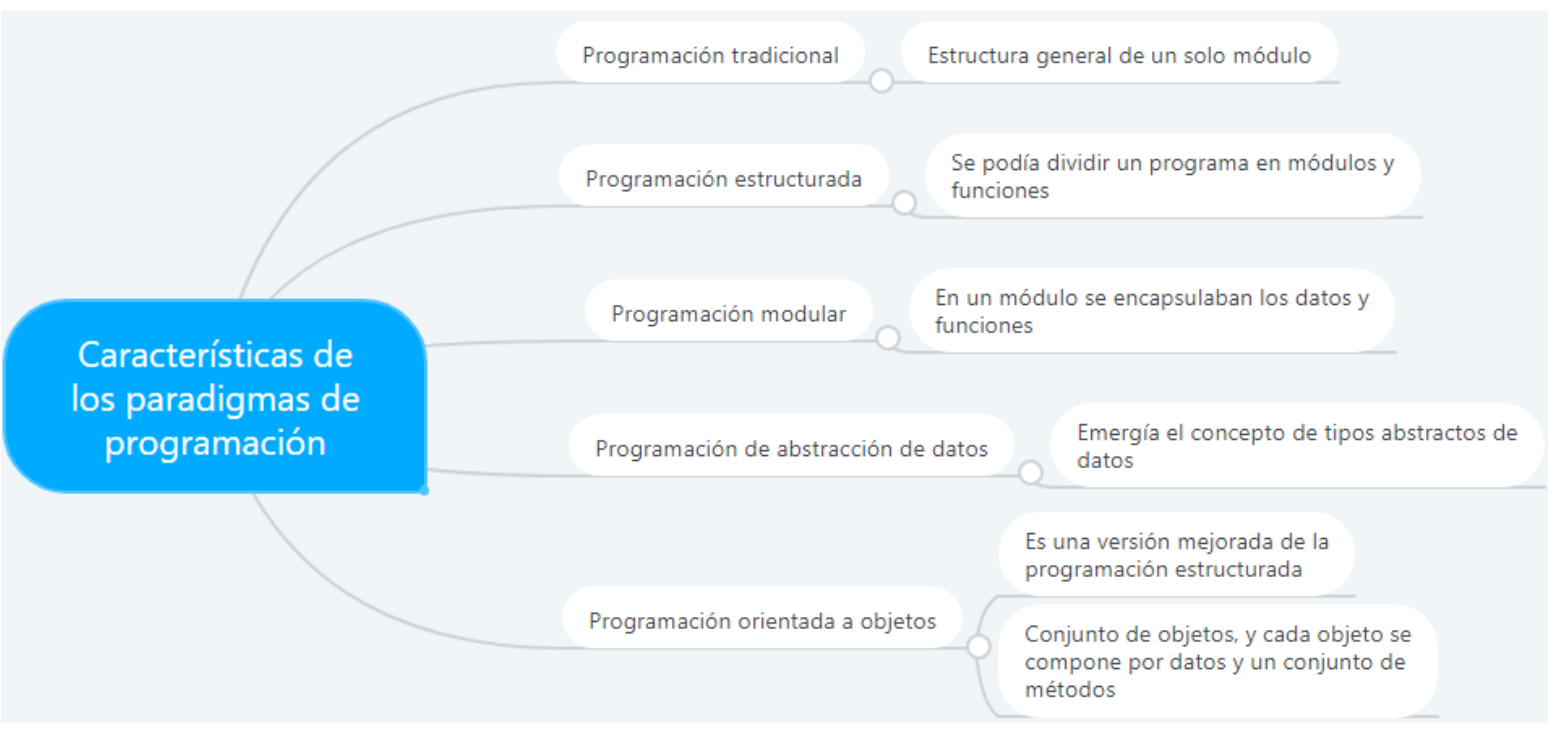 Programación tradicional
Estructura general de un solo módulo
Programación estructurada
Se podía dividir un programa en módulos y
funciones
Programación modular
En un módulo se encapsulaban los datos y
funciones
Características de
los paradigmas de
programación
Programación de abstracción de datos
Emergía el concepto de tipos abstractos de
datos
Programación orientada a objetos
Es una versión mejorada de la
programación estructurada
Conjunto de objetos, y cada objeto se
compone por datos y un conjunto de
métodos